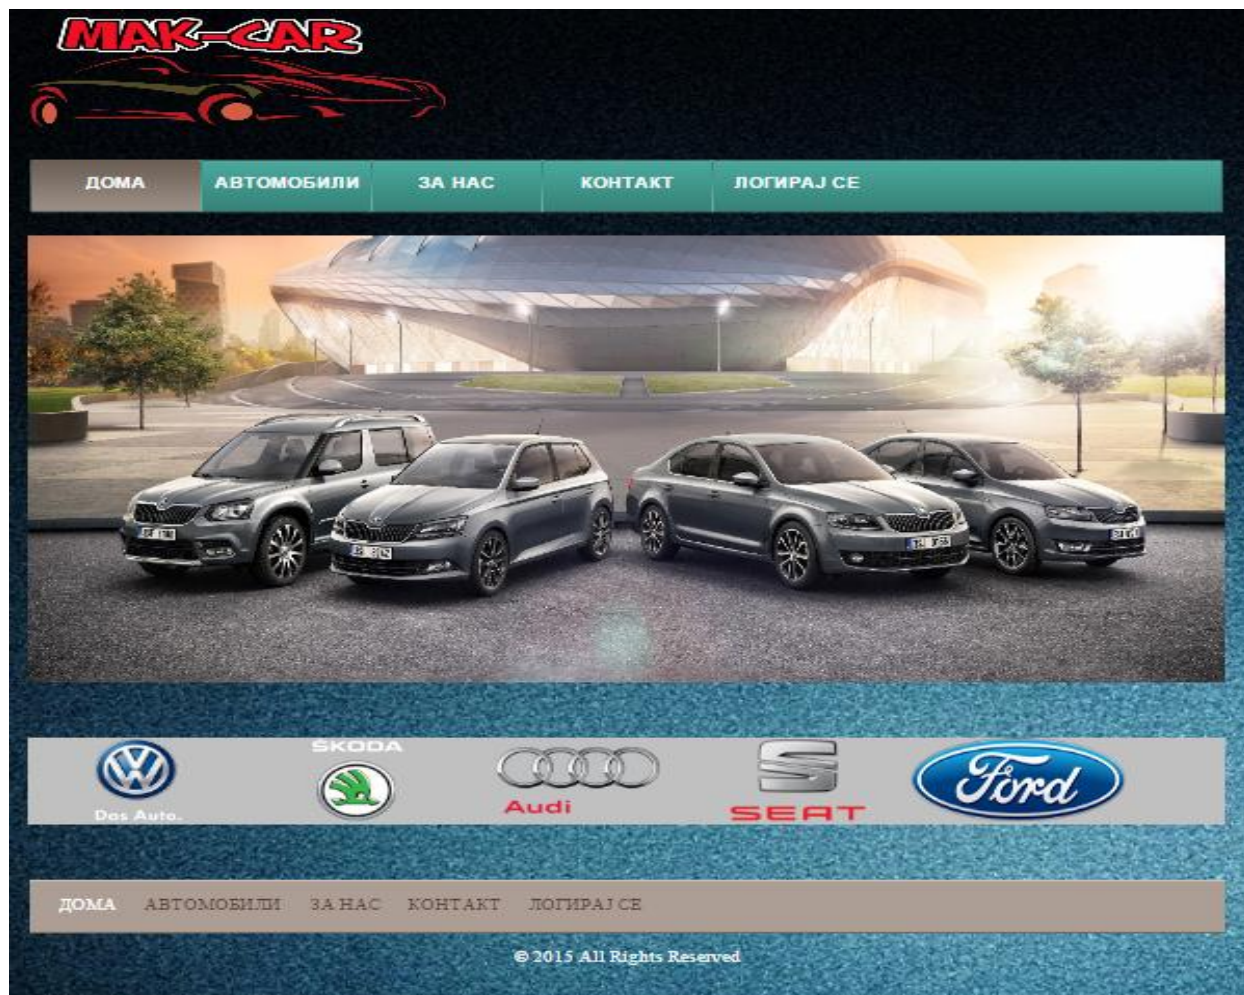 MAK-CAR
ДОМА АВТОМОБИЛИ ЗА НАС КОНТАКТ ЛОГИРАЈ СЕ
SKODA
Das Auto.
Audi
SEAT
Ford
ДОМА АВТОМОБИЛИ ЗА НАС КОНТАКТ ЛОГИРАЈ СЕ
© 2015 All Rights Reserved